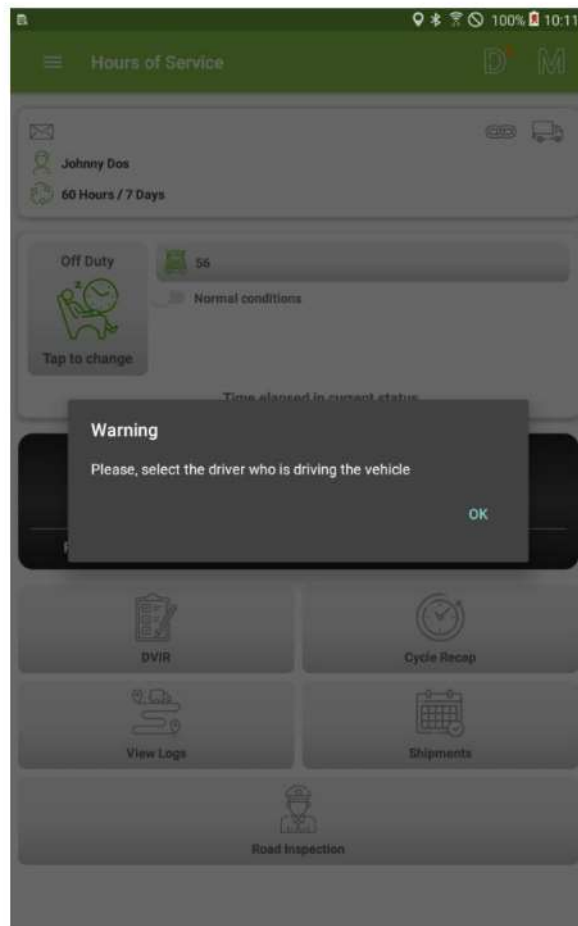 100% 10:11
Hours of Service
D M
Johnny Dos
60 Hours / 7 Days
Off Duty
56
Normal conditions
Tap to change
Time elapsed in current status
Warning
Please, select the driver who is driving the vehicle
OK
DVIR
Cycle Recap
View Logs
Shipments
Road Inspection